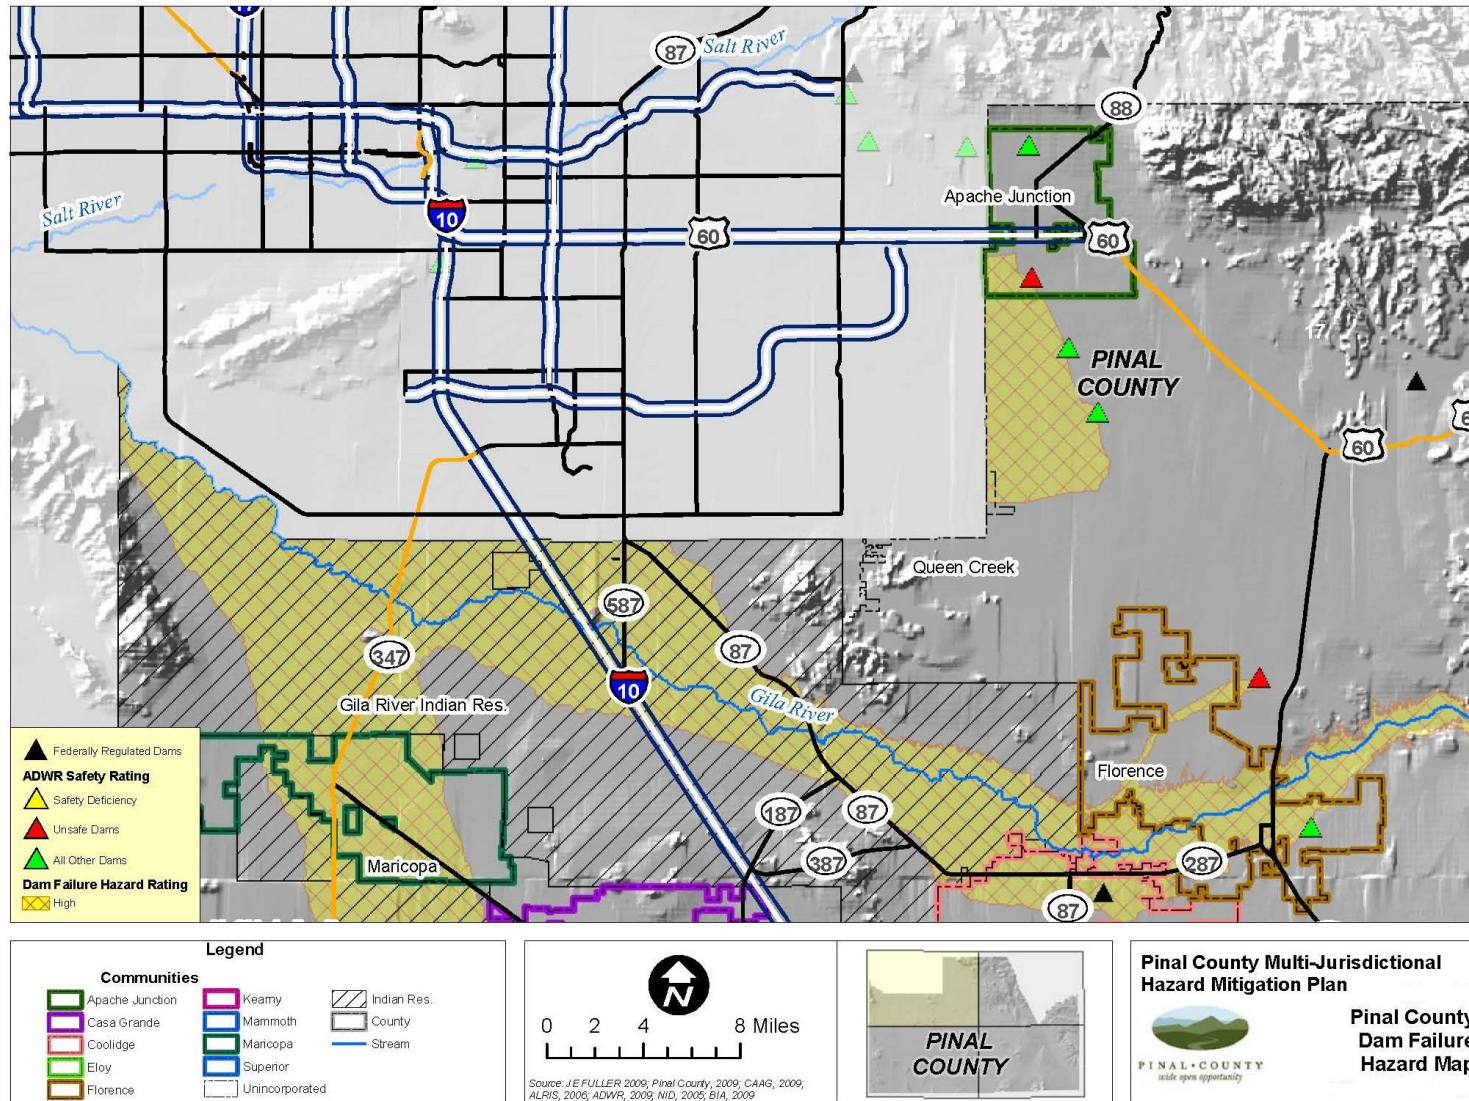 17
87
Salt River
88
Salt River
Apache Junction
10
60
60
17
PINAL
COUNTY
60
6
Queen Creek
587
87
347
10
Gila River Indian Res.
Gila River
Florence
187
87
387
287
Maricopa
87
Federally Regulated Dams
ADWR Safety Rating
Safety Deficiency
Unsafe Dams
All Other Dams
Dam Failure Hazard Rating
High
Legend
Communities
Apache Junction
Casa Grande
Coolidge
Eloy
Florence
Kearny
Mammoth
Maricopa
Superior
Unincorporated
Indian Res.
County
Stream
N
0 2 4 8 Miles
Source: JE FULLER 2009; Pinal County, 2009; CAAG, 2009;
ALRIS, 2006; ADWR, 2009; NID, 2005; BIA, 2009
PINAL
COUNTY
Pinal County Multi-Jurisdictional
Hazard Mitigation Plan
PINAL • COUNTY
wide open opportunity
Pinal County
Dam Failure
Hazard Map